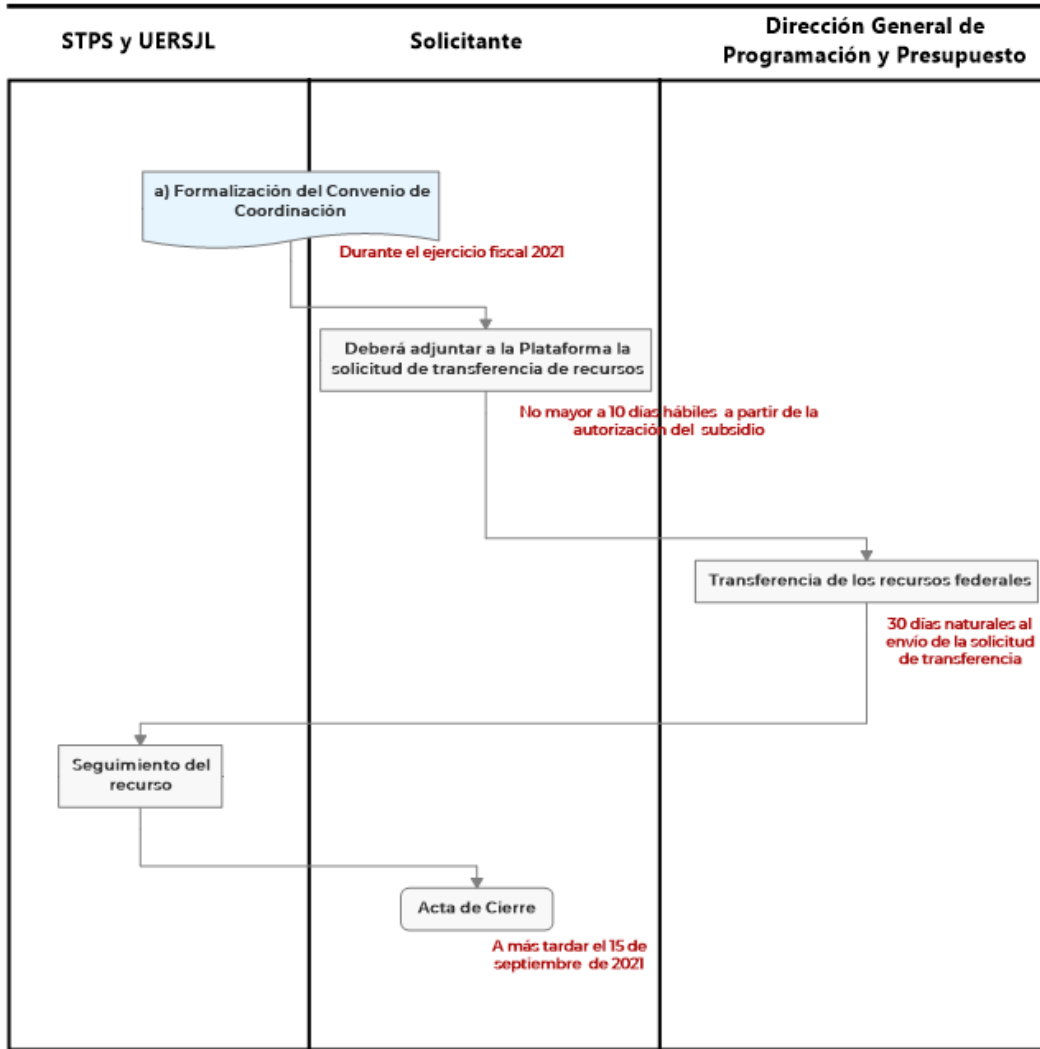 STPS y UERSJL
Solicitante
Dirección General de
Programación y Presupuesto
a) Formalización del Convenio de
Coordinación
Durante el ejercicio fiscal 2021
Deberá adjuntar a la Plataforma la
solicitud de transferencia de recursos
No mayor a 10 días hábiles a partir de la
autorización del subsidio
Transferencia de los recursos federales
30 días naturales al
envío de la solicitud
de transferencia
Seguimiento del
recurso
Acta de Cierre
A más tardar el 15 de
septiembre de 2021